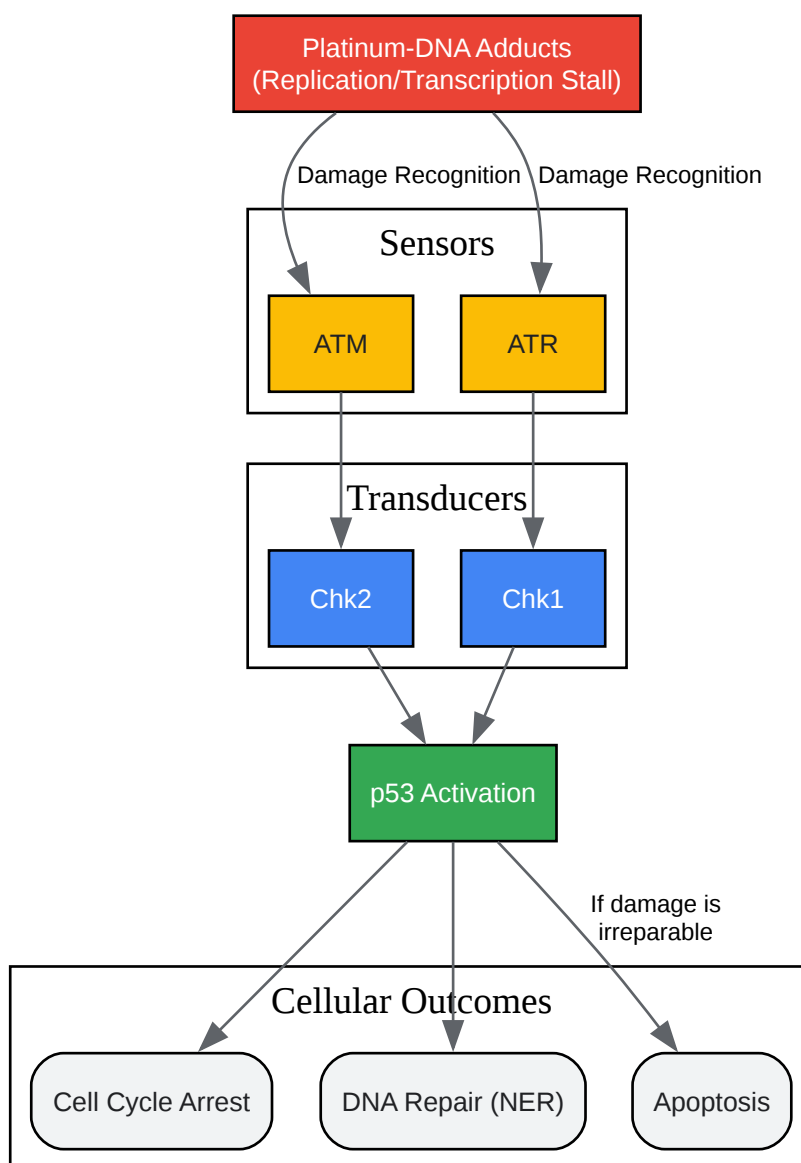 Platinum-DNA Adducts
(Replication/Transcription Stall)
Damage Recognition
Damage Recognition
Sensors
ATM
ATR
Transducers
Chk2
Chk1
p53 Activation
If damage is
irreparable
Cellular Outcomes
Cell Cycle Arrest
DNA Repair (NER)
Apoptosis